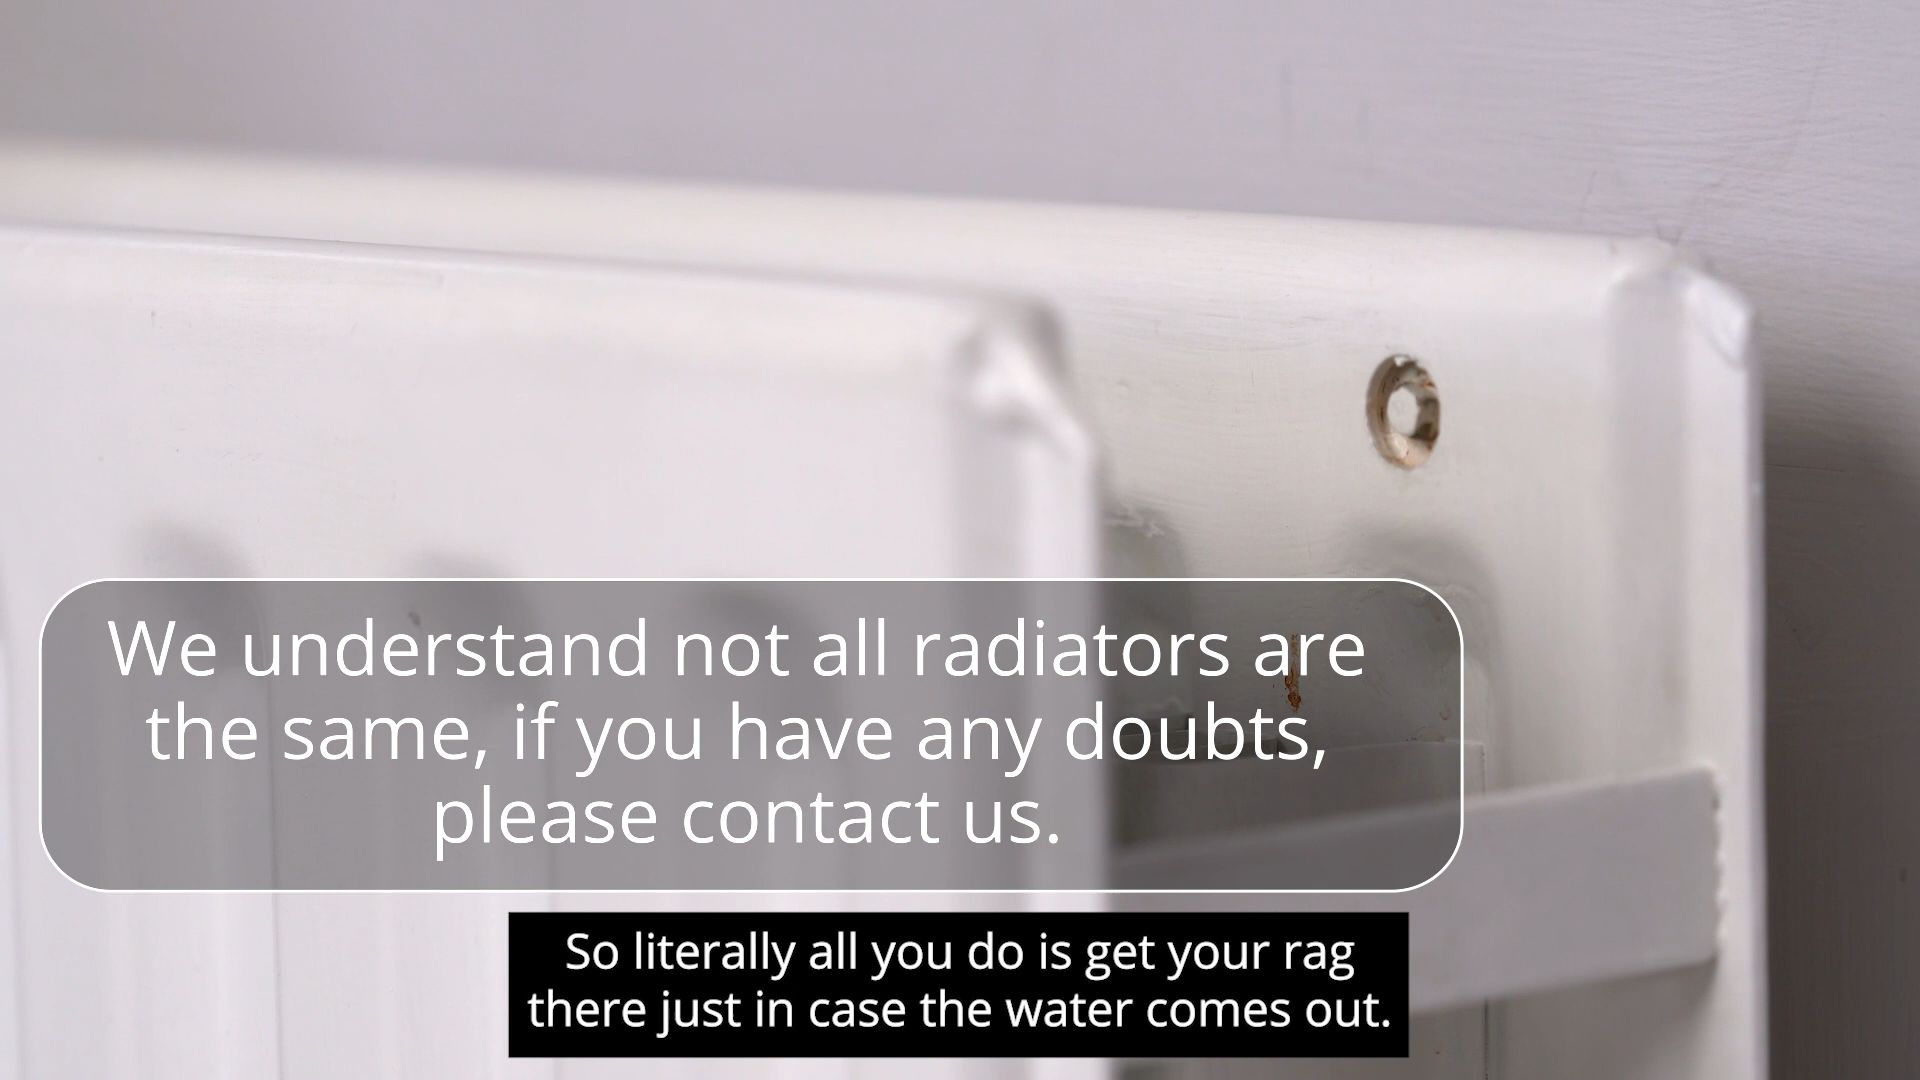 We understand not all radiators are
the same, if you have any doubts,
please contact us.
So literally all you do is get your rag
there just in case the water comes out.